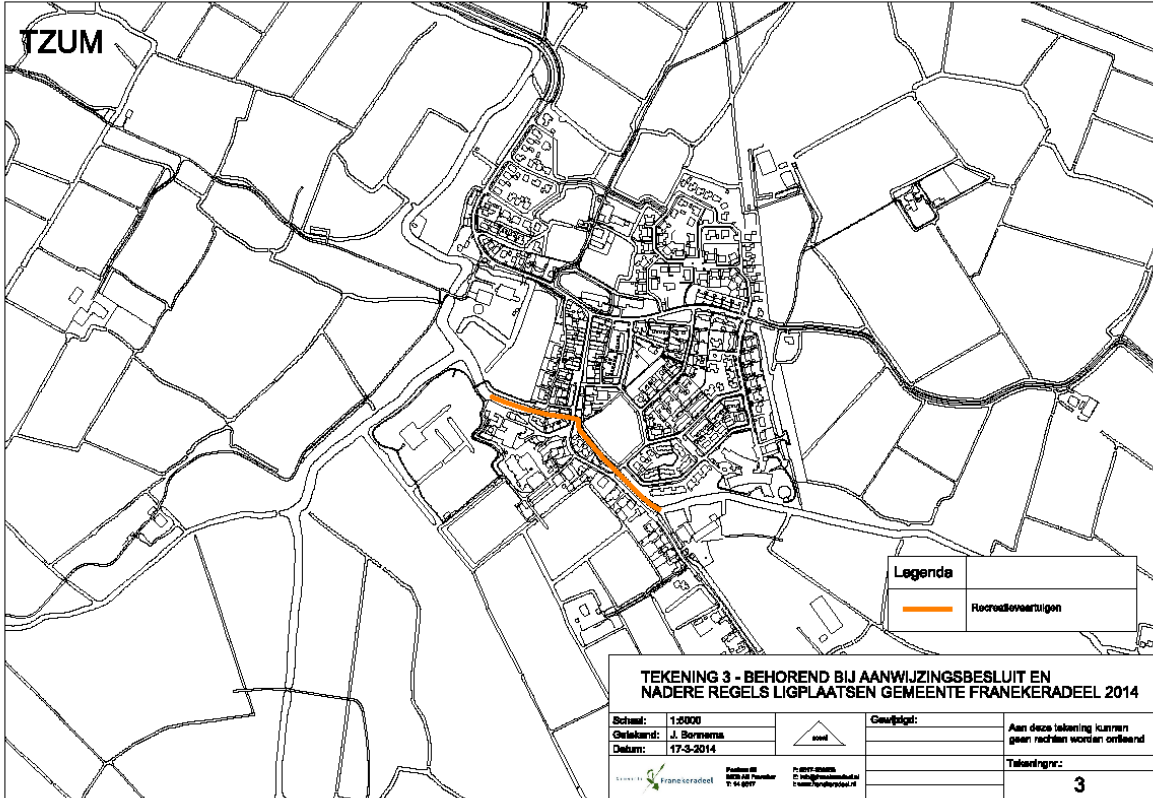 TZUM
Legenda
Recreatievaartuigen
TEKENING 3 - BEHOREND BIJ AANWIJZINGSBESLUIT EN
NADERE REGELS LIGPLAATSEN GEMEENTE FRANEKERADEEL 2014
Schaal: 1:5000
Getekend: J. Bonnema
Datum: 17-3-2014
noord
Gewijzigd:
Aan deze tekening kunnen
geen rechten worden ontleend
Tekeningnr.:
3
Franekeradeel